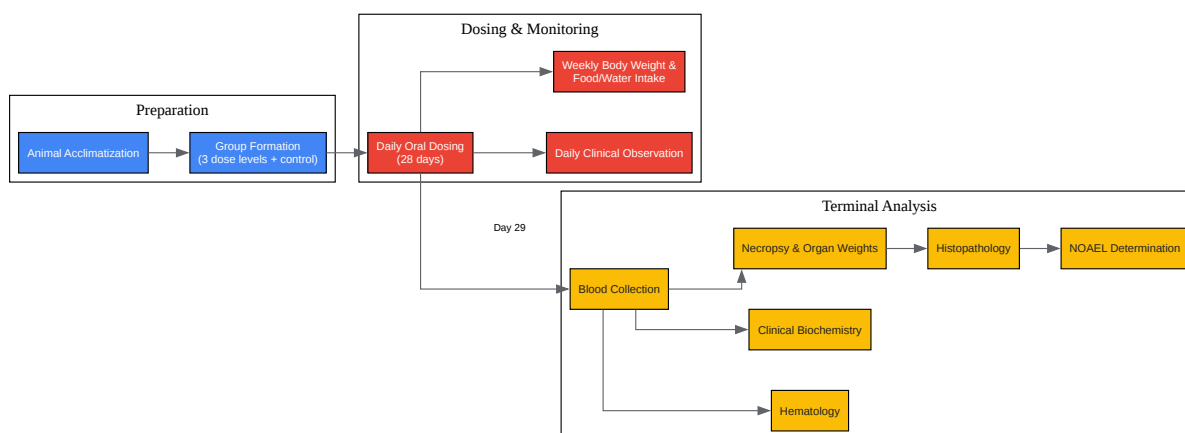 Dosing & Monitoring
Weekly Body Weight &
Food/Water Intake
Preparation
Animal Acclimatization
Group Formation
(3 dose levels + control)
Daily Oral Dosing
(28 days)
Daily Clinical Observation
Day 29
Terminal Analysis
Necropsy & Organ Weights
Histopathology
NOAEL Determination
Blood Collection
Clinical Biochemistry
Hematology